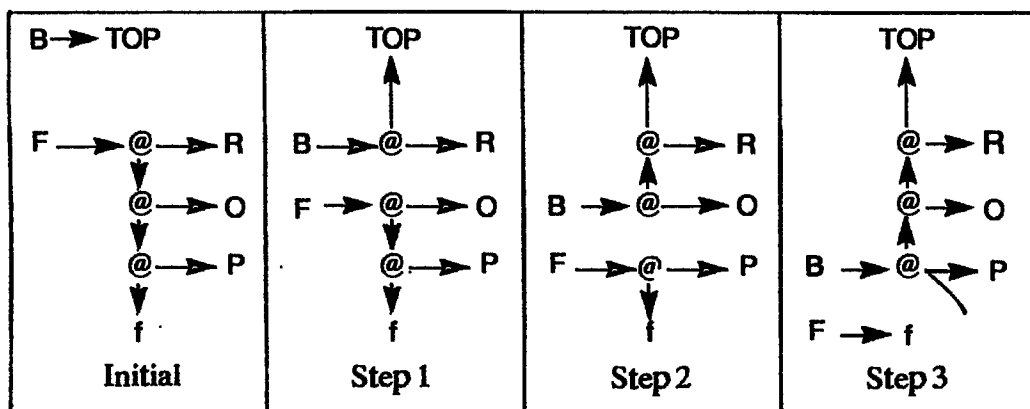 B TOP
F @ R
@ O
@ P
f
Initial
TOP
B @ R
F @ O
@ P
f
Step 1
TOP
@ R
B @ O
F @ P
f
Step 2
TOP
@ R
@ O
B @ P
F f
Step 3